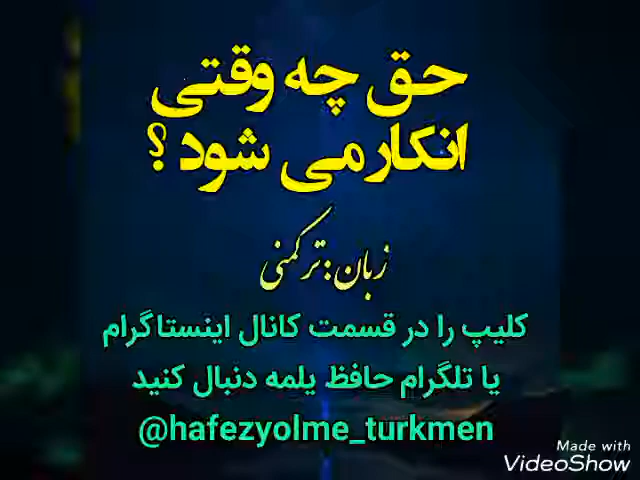 حق چه وقتی
انکار می شود ؟
زبان: ترکمنی
کلیپ را در قسمت کانال اینستاگرام
یا تلگرام حافظ یلمه دنبال کنید
@hafezyolme_turkmen
Made with
VideoShow